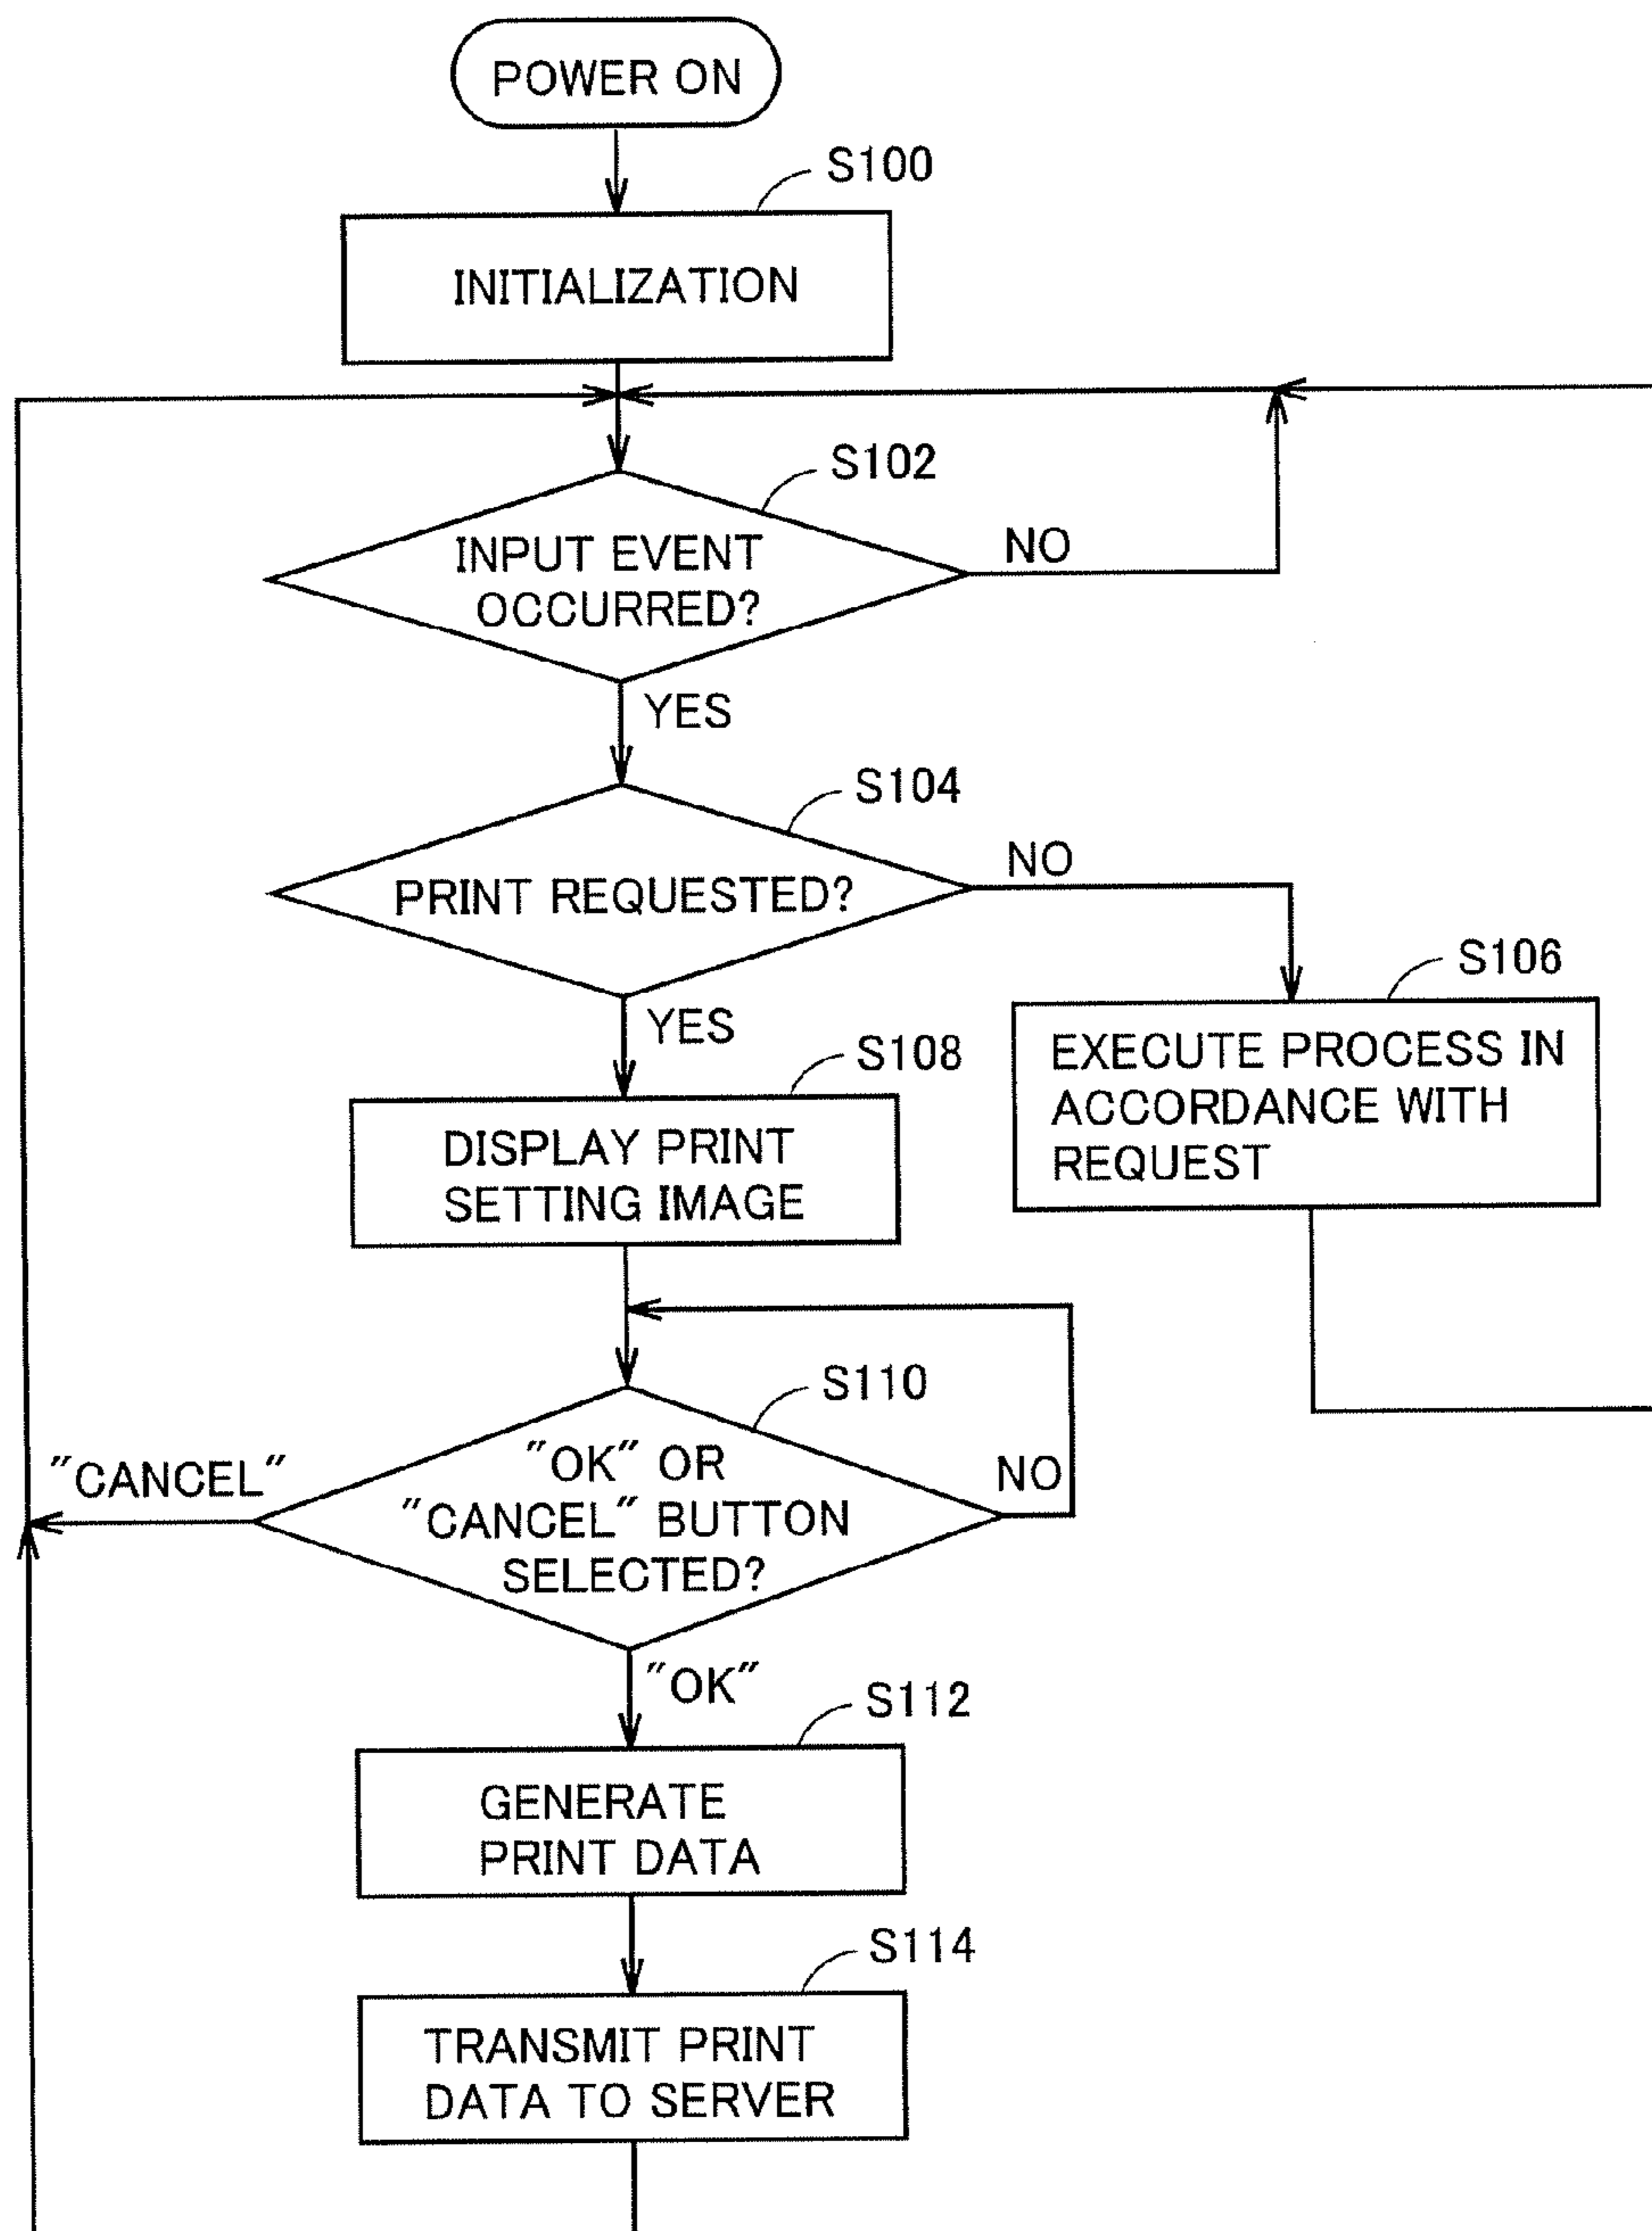 POWER ON
S100
INITIALIZATION
S102
INPUT EVENT
OCCURRED?
NO
YES
S104
PRINT REQUESTED?
NO
YES
S106
EXECUTE PROCESS IN
ACCORDANCE WITH
REQUEST
S108
DISPLAY PRINT
SETTING IMAGE
S110
"OK" OR
"CANCEL" BUTTON
SELECTED?
"CANCEL"
NO
"OK"
S112
GENERATE
PRINT DATA
S114
TRANSMIT PRINT
DATA TO SERVER